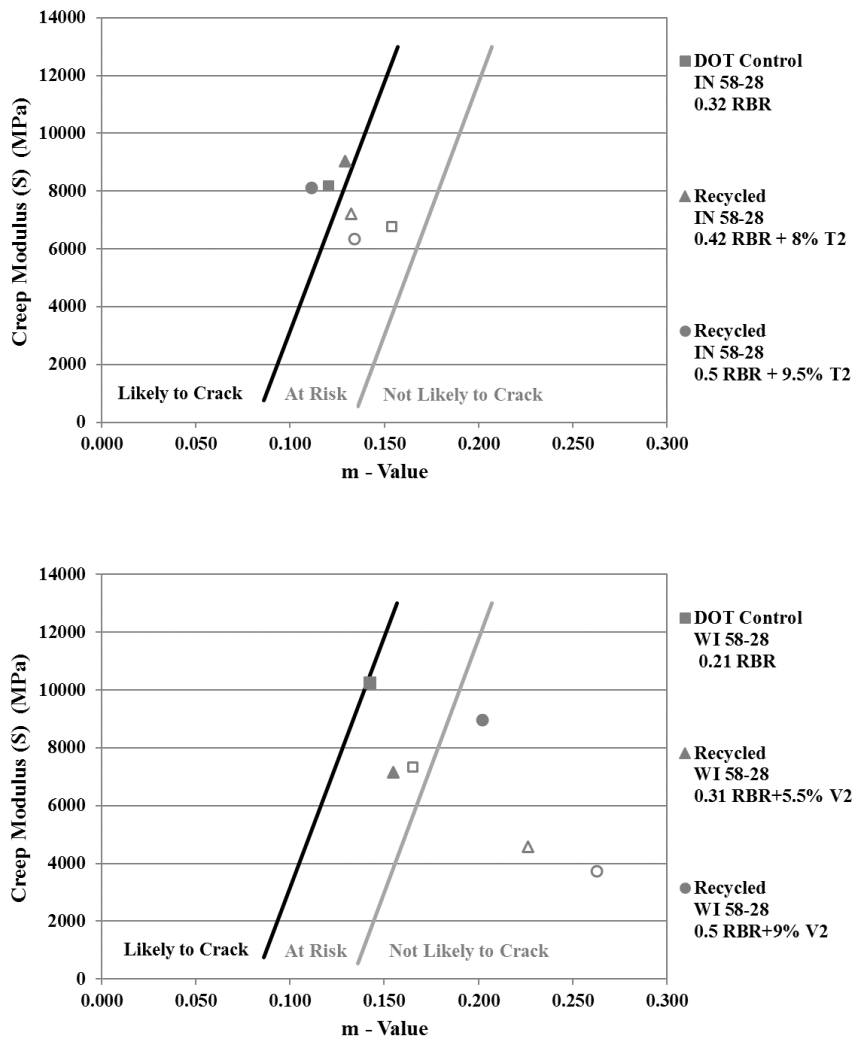 14000
12000
10000
8000
6000
4000
2000
0
Creep Modulus (S) (MPa)
Likely to Crack
At Risk
Not Likely to Crack
0.000
0.050
0.100
0.150
0.200
0.250
0.300
m - Value
DOT Control
IN 58-28
0.32 RBR
Recycled
IN 58-28
0.42 RBR + 8% T2
Recycled
IN 58-28
0.5 RBR + 9.5% T2
14000
12000
10000
8000
6000
4000
2000
0
Creep Modulus (S) (MPa)
Likely to Crack
At Risk
Not Likely to Crack
0.000
0.050
0.100
0.150
0.200
0.250
0.300
m - Value
DOT Control
WI 58-28
0.21 RBR
Recycled
WI 58-28
0.31 RBR+5.5% V2
Recycled
WI 58-28
0.5 RBR+9% V2